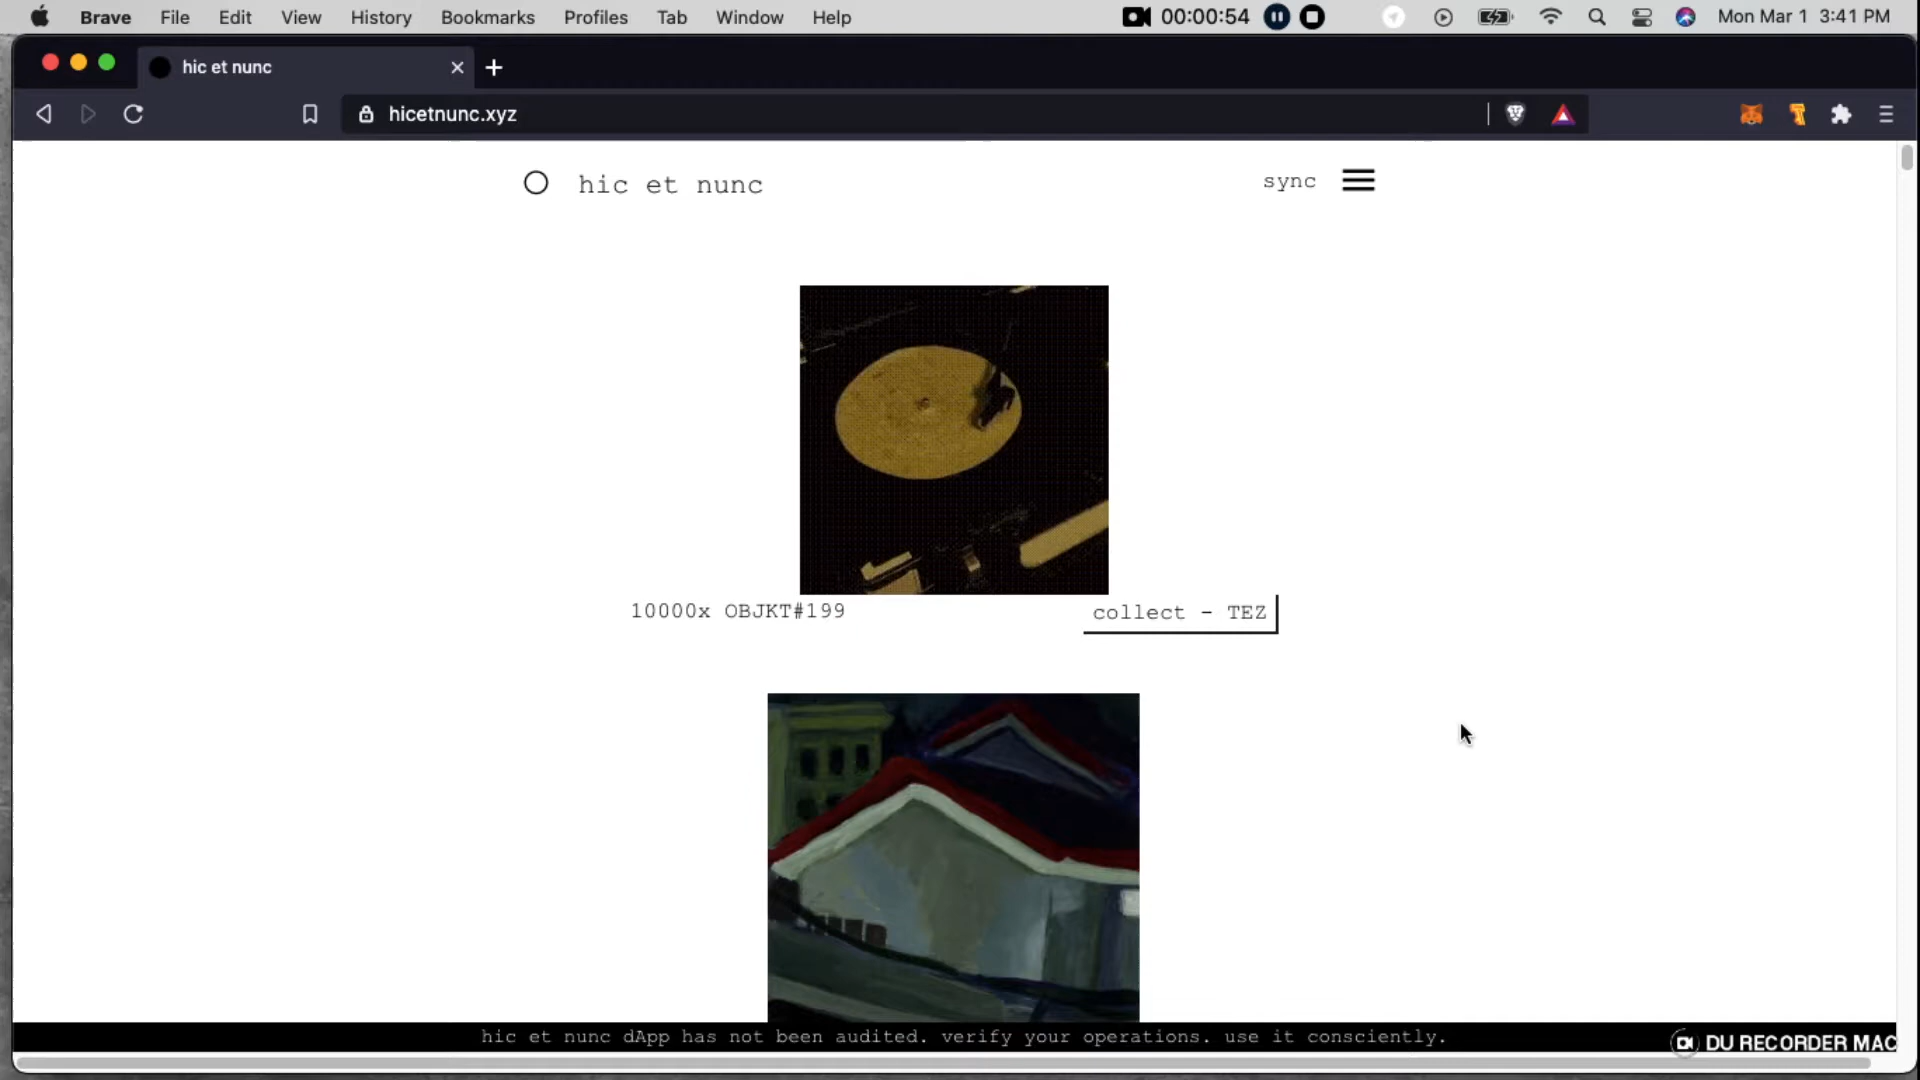 Brave File Edit View History Bookmarks Profiles Tab Window Help 00:00:54 Mon Mar 1 3:41 PM
hic et nunc
hicetnunc.xyz
hic et nunc sync
10000x OBJKT#199 collect - TEZ
hic et nunc dApp has not been audited. verify your operations. use it consciently.
DU RECORDER MAC